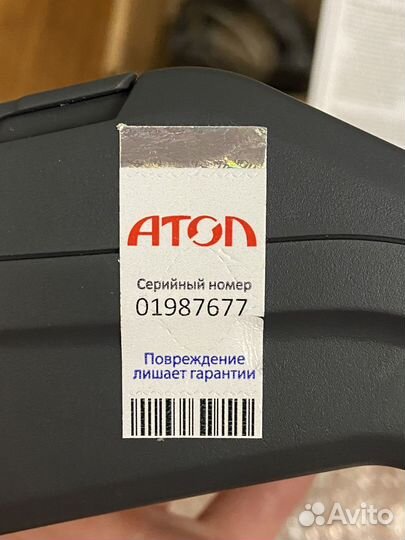 АТОЛ
Серийный номер
01987677
Повреждение
лишает гарантии
Avito